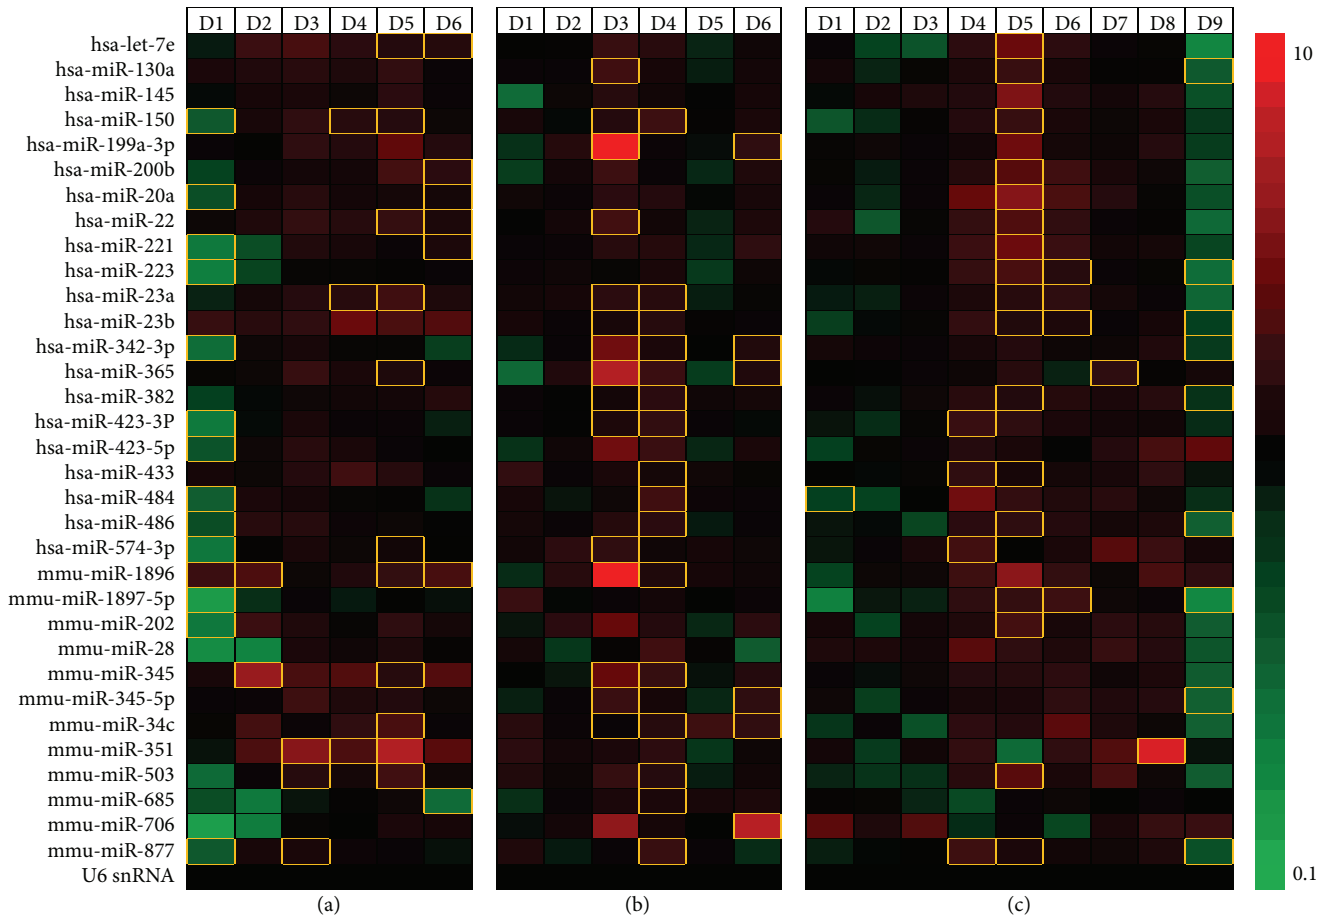 D1 D2 D3 D4 D5 D6 D1 D2 D3 D4 D5 D6 D1 D2 D3 D4 D5 D6 D7 D8 D9
hsa-let-7e
hsa-miR-130a
hsa-miR-145
hsa-miR-150
hsa-miR-199a-3p
hsa-miR-200b
hsa-miR-20a
hsa-miR-22
hsa-miR-221
hsa-miR-223
hsa-miR-23a
hsa-miR-23b
hsa-miR-342-3p
hsa-miR-365
hsa-miR-382
hsa-miR-423-3P
hsa-miR-423-5p
hsa-miR-433
hsa-miR-484
hsa-miR-486
hsa-miR-574-3p
mmu-miR-1896
mmu-miR-1897-5p
mmu-miR-202
mmu-miR-28
mmu-miR-345
mmu-miR-345-5p
mmu-miR-34c
mmu-miR-351
mmu-miR-503
mmu-miR-685
mmu-miR-706
mmu-miR-877
U6 snRNA
(a) (b) (c)
10
0.1